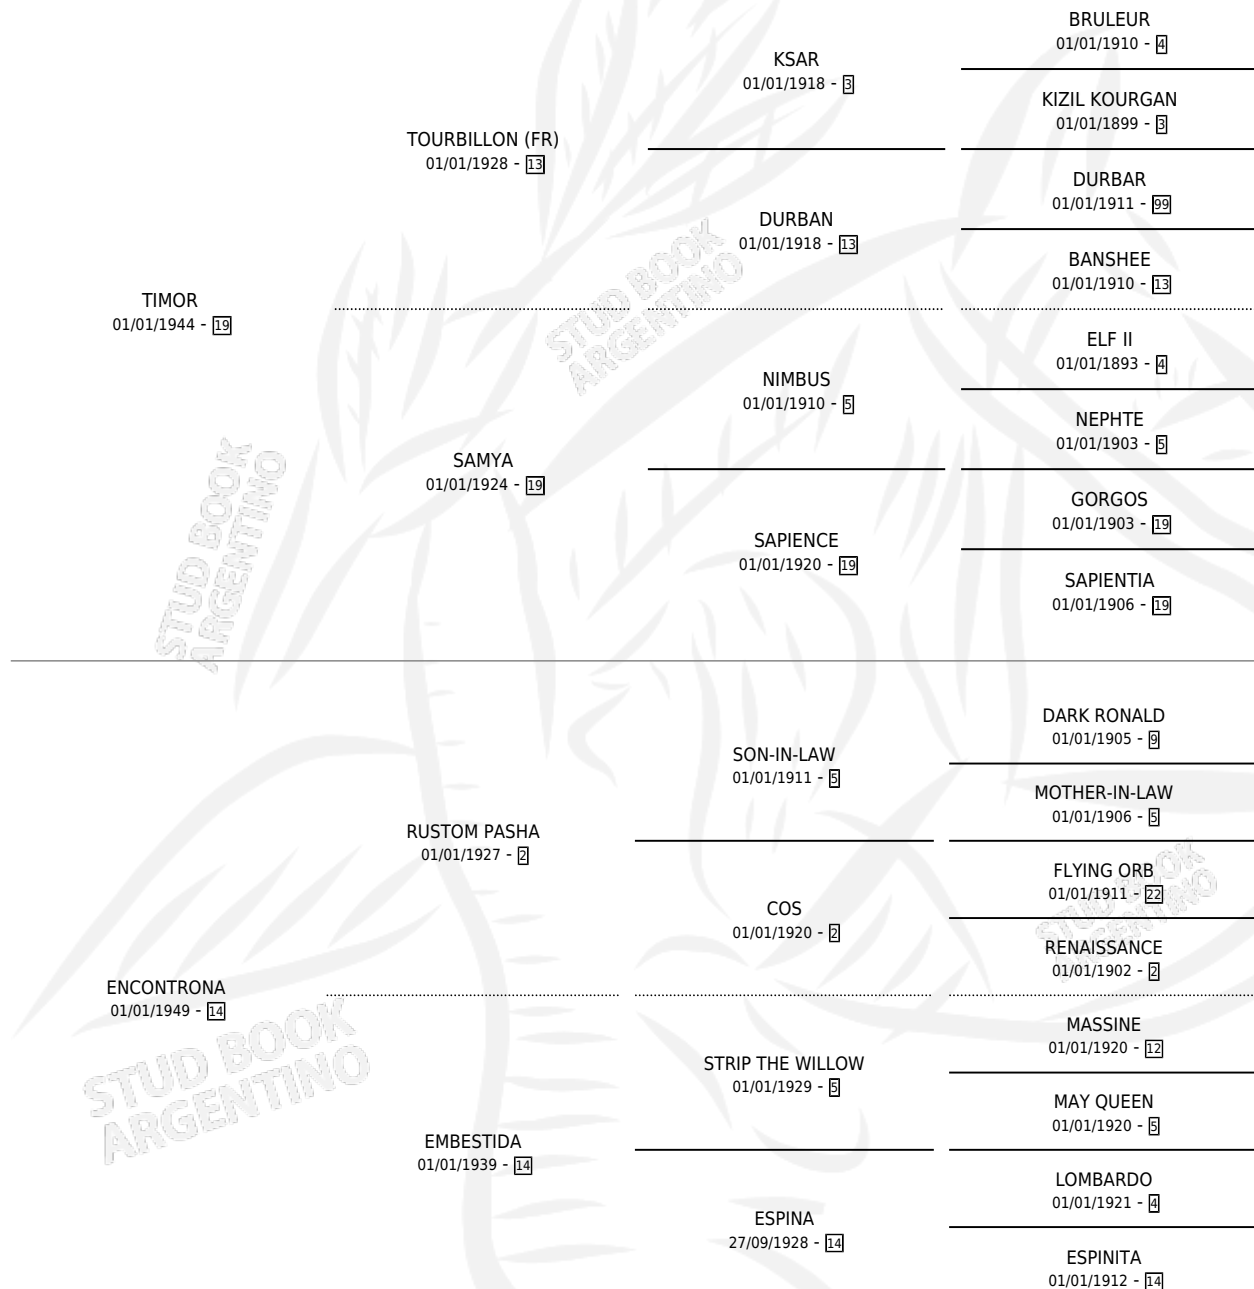 BRULEUR
01/01/1910 - 4
KSAR
01/01/1918 - 3
KIZIL KOURGAN
01/01/1899 - 3
TOURBILLON (FR)
01/01/1928 - 13
DURBAR
01/01/1911 - 99
DURBAN
01/01/1918 - 13
BANSHEE
01/01/1910 - 13
TIMOR
01/01/1944 - 19
ELF II
01/01/1893 - 4
NIMBUS
01/01/1910 - 5
NEPHTE
01/01/1903 - 5
SAMYA
01/01/1924 - 19
GORGOS
01/01/1903 - 19
SAPIENCE
01/01/1920 - 19
SAPIENTIA
01/01/1906 - 19
DARK RONALD
01/01/1905 - 9
SON-IN-LAW
01/01/1911 - 5
MOTHER-IN-LAW
01/01/1906 - 5
RUSTOM PASHA
01/01/1927 - 2
FLYING ORB
01/01/1911 - 22
COS
01/01/1920 - 2
RENAISSANCE
01/01/1902 - 2
ENCONTRONA
01/01/1949 - 14
MASSINE
01/01/1920 - 12
STRIP THE WILLOW
01/01/1929 - 5
MAY QUEEN
01/01/1920 - 5
EMBESTIDA
01/01/1939 - 14
LOMBARDO
01/01/1921 - 4
ESPINA
27/09/1928 - 14
ESPINITA
01/01/1912 - 14
STUD BOOK
ARGENTINO
STUD BOOK
ARGENTINO
STUD BOOK
ARGENTINO
STUD BOOK
ARGENTINO